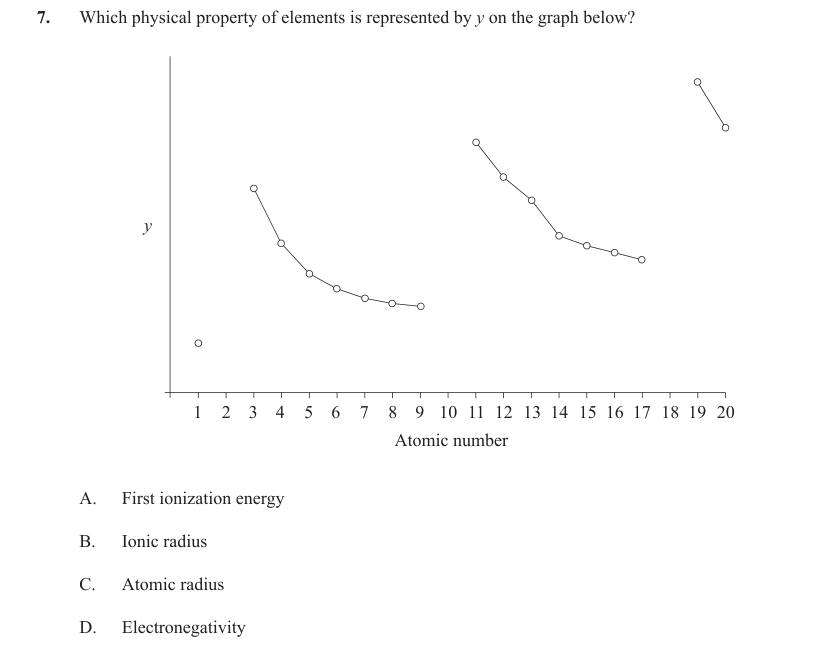 7. Which physical property of elements is represented by y on the graph below?
y
1 2 3 4 5 6 7 8 9 10 11 12 13 14 15 16 17 18 19 20
Atomic number
A. First ionization energy
B. Ionic radius
C. Atomic radius
D. Electronegativity